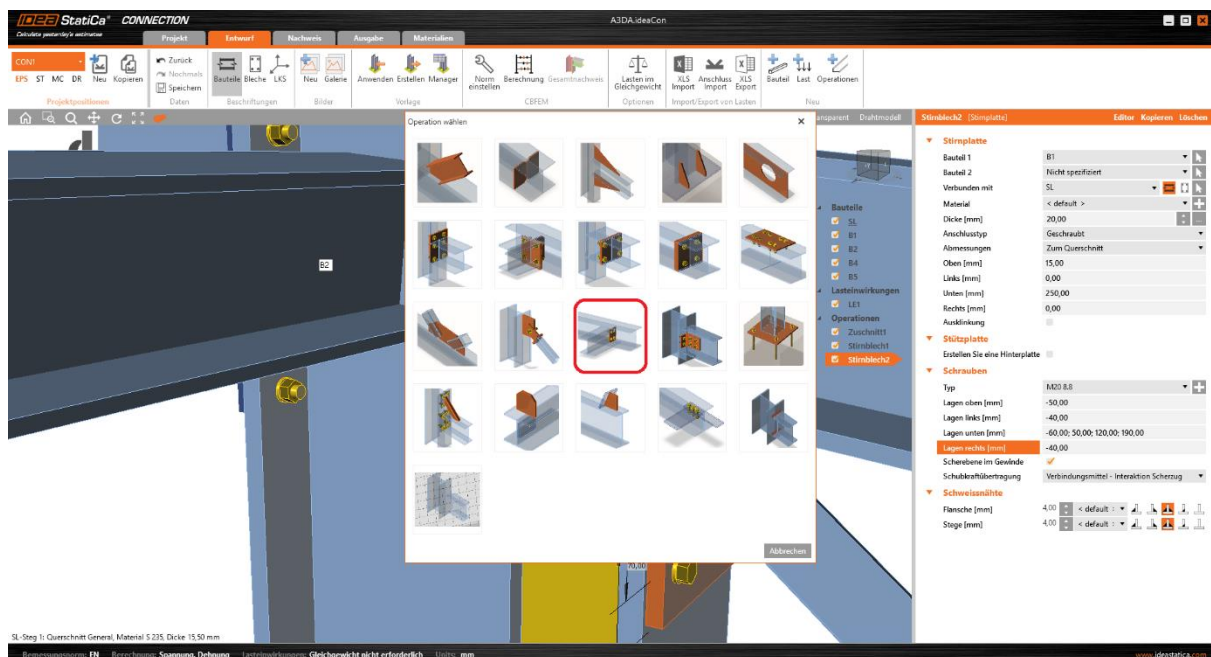 IDEA StatiCa® CONNECTION
A3DA.ideaCon
Calculate yesterday's estimates
Projekt Entwurf Nachweis Ausgabe Materialien
CON1
EPS ST MC DR Neu Kopieren
Zurück
Nochmals
Speichern
Bauteile Bleche LKS
Neu Galerie
Anwenden Erstellen Manager
Norm einstellen
Berechnung Gesamtnachweis
Lasten im Gleichgewicht
XLS Import Anschluss Import XLS Export
Bauteil Last Operationen
Projektpositionen Daten Beschriftungen Bilder Vorlage CBFEM Optionen Import/Export von Lasten Neu
Operation wählen
Transparent Drahtmodell
B2
Abbrechen
70,00
Bauteile
SL
B1
B2
B4
B5
Lasteinwirkungen
LE1
Operationen
Zuschnitt1
Stirnblech1
Stirnblech2
Stirnblech2 [Stirnplatte] Editor Kopieren Löschen
Stirnplatte
Bauteil 1 B1
Bauteil 2 Nicht spezifiziert
Verbunden mit SL
Material < default >
Dicke [mm] 20,00
Anschlusstyp Geschraubt
Abmessungen Zum Querschnitt
Oben [mm] 15,00
Links [mm] 0,00
Unten [mm] 250,00
Rechts [mm] 0,00
Ausklinkung
Stützplatte
Erstellen Sie eine Hinterplatte
Schrauben
Typ M20 8.8
Lagen oben [mm] -50,00
Lagen links [mm] -40,00
Lagen unten [mm] -60,00; 50,00; 120,00; 190,00
Lagen rechts [mm] -40,00
Scherebene im Gewinde
Schubkraftübertragung Verbindungsmittel - Interaktion Scherzug
Schweissnähte
Flansche [mm] 4,00 < default :
Stege [mm] 4,00 < default :
SL-Steg 1: Querschnitt General, Material S 235, Dicke 15,50 mm
Bemessungsnorm: EN Berechnung: Spannung, Dehnung Lasteinwirkungen: Gleichgewicht nicht erforderlich Units: mm
www.ideastatica.com